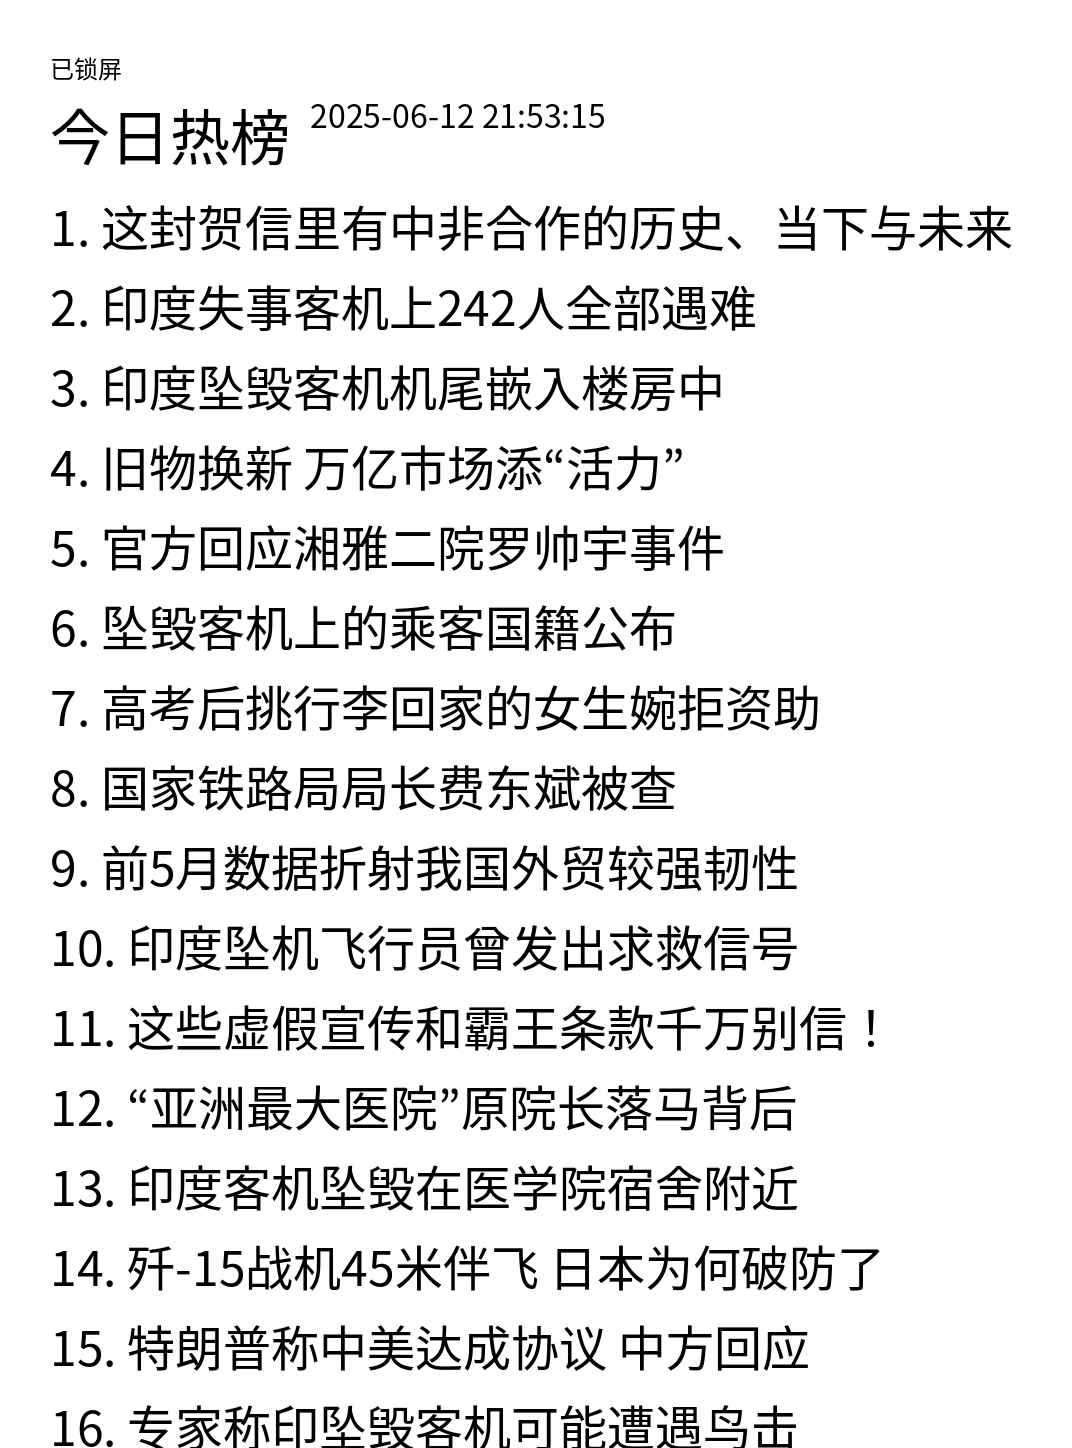 已锁屏
今日热榜 2025-06-12 21:53:15
1. 这封贺信里有中非合作的历史、当下与未来
2. 印度失事客机上242人全部遇难
3. 印度坠毁客机机尾嵌入楼房中
4. 旧物换新 万亿市场添“活力”
5. 官方回应湘雅二院罗帅宇事件
6. 坠毁客机上的乘客国籍公布
7. 高考后挑行李回家的女生婉拒资助
8. 国家铁路局局长费东斌被查
9. 前5月数据折射我国外贸较强韧性
10. 印度坠机飞行员曾发出求救信号
11. 这些虚假宣传和霸王条款千万别信！
12. “亚洲最大医院”原院长落马背后
13. 印度客机坠毁在医学院宿舍附近
14. 歼-15战机45米伴飞 日本为何破防了
15. 特朗普称中美达成协议 中方回应
16. 专家称印坠毁客机可能遭遇鸟击